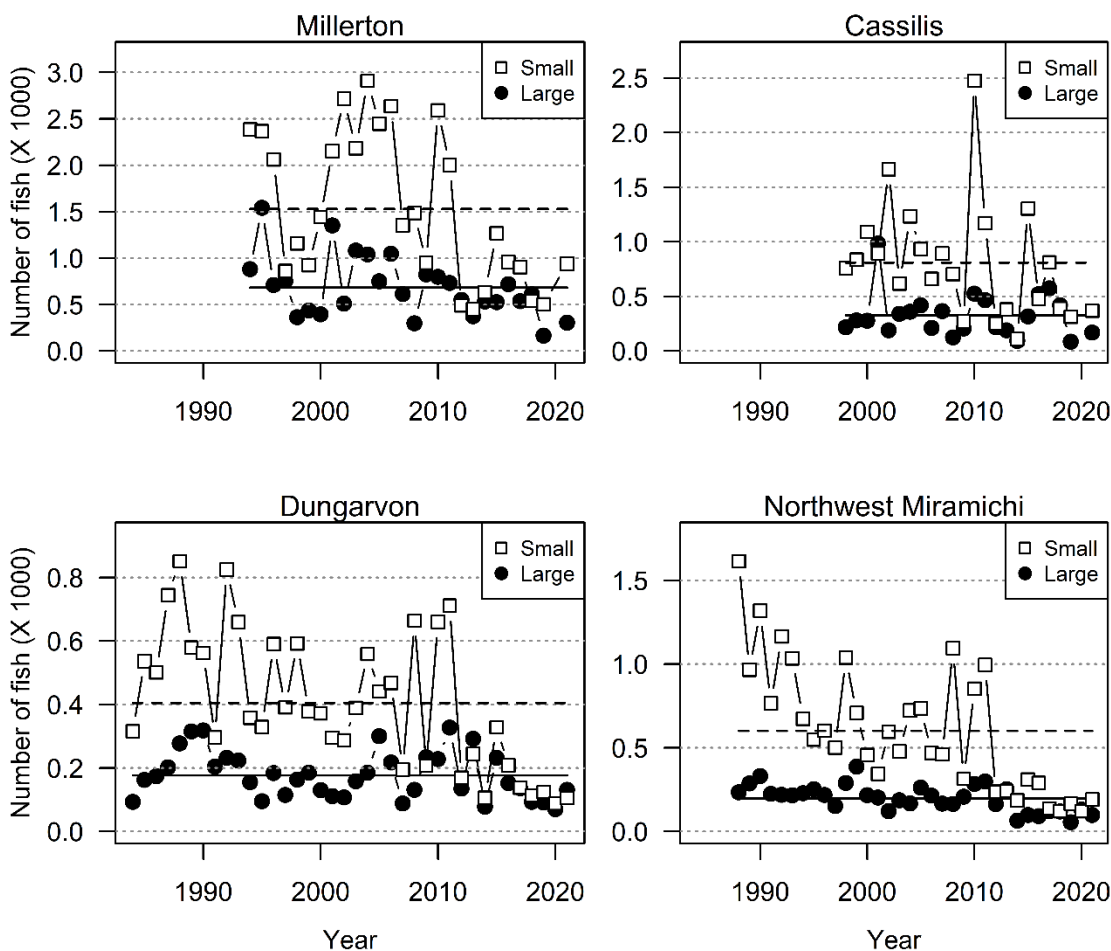 Millerton
Number of fish (X 1000)
3.0
2.5
2.0
1.5
1.0
0.5
0.0
Small
Large
1990
2000
2010
2020
Cassilis
2.5
2.0
1.5
1.0
0.5
0.0
Small
Large
1990
2000
2010
2020
Dungarvon
Number of fish (X 1000)
0.8
0.6
0.4
0.2
0.0
Small
Large
1990
2000
2010
2020
Year
Northwest Miramichi
1.5
1.0
0.5
0.0
Small
Large
1990
2000
2010
2020
Year